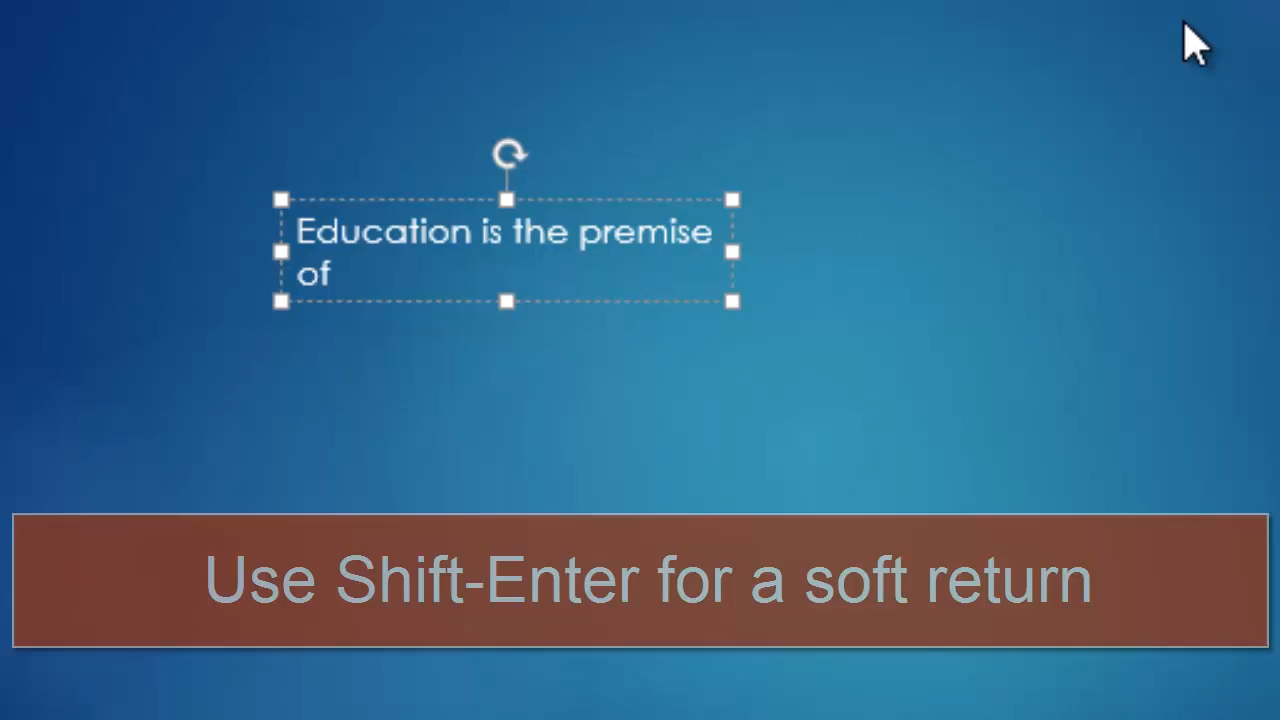 Education is the premise
of
Use Shift-Enter for a soft return